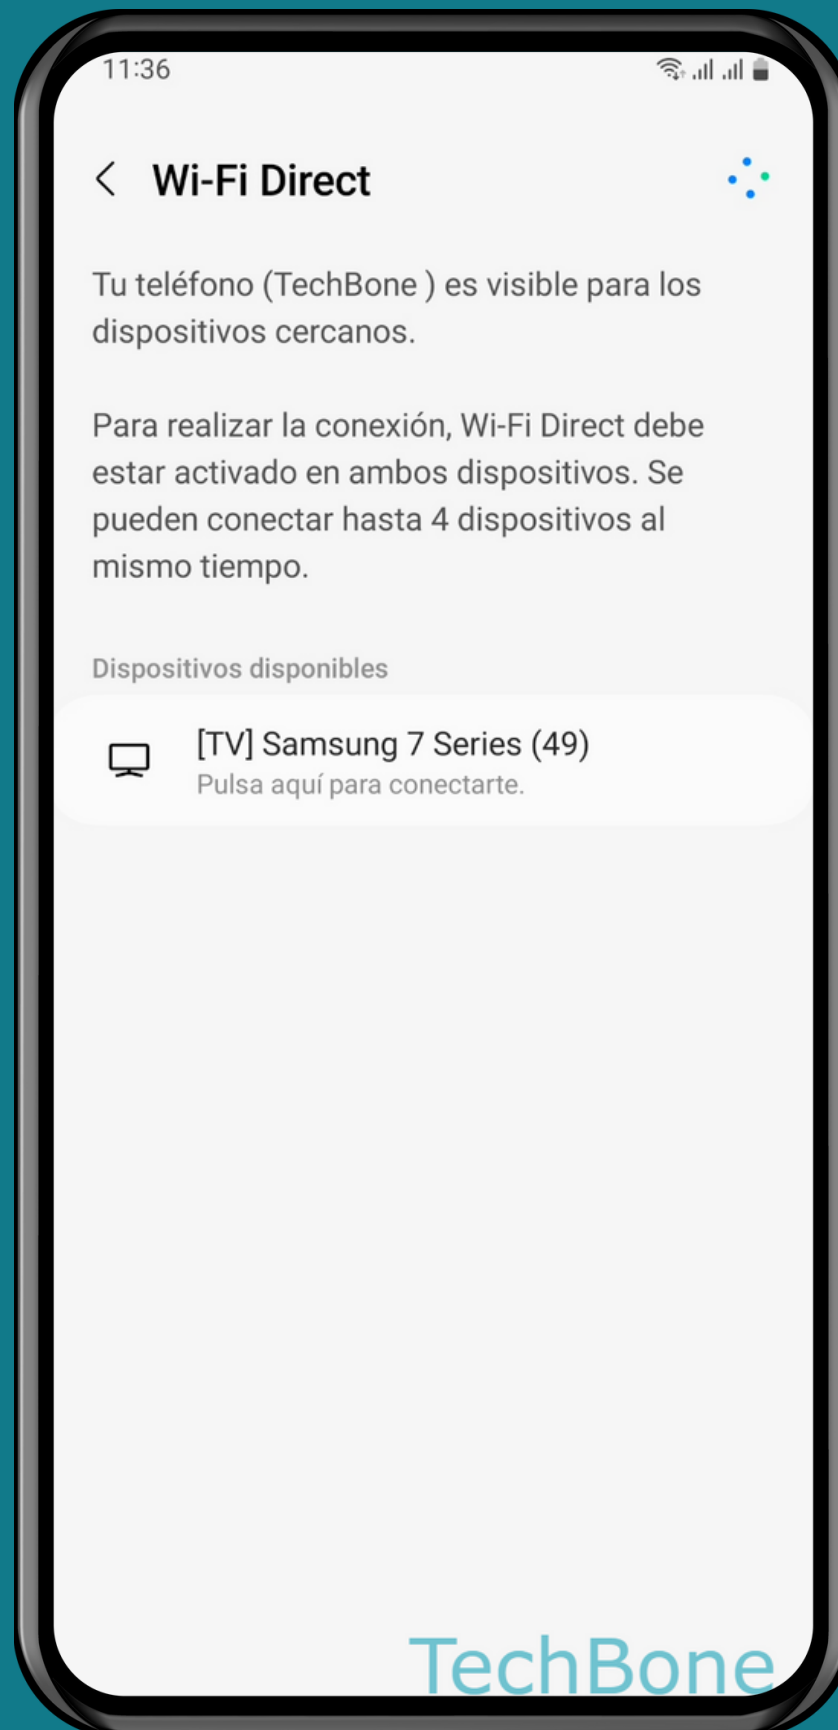 11:36
Wi-Fi Direct
Tu teléfono (TechBone ) es visible para los
dispositivos cercanos.
Para realizar la conexión, Wi-Fi Direct debe
estar activado en ambos dispositivos. Se
pueden conectar hasta 4 dispositivos al
mismo tiempo.
Dispositivos disponibles
[TV] Samsung 7 Series (49)
Pulsa aquí para conectarte.
TechBone